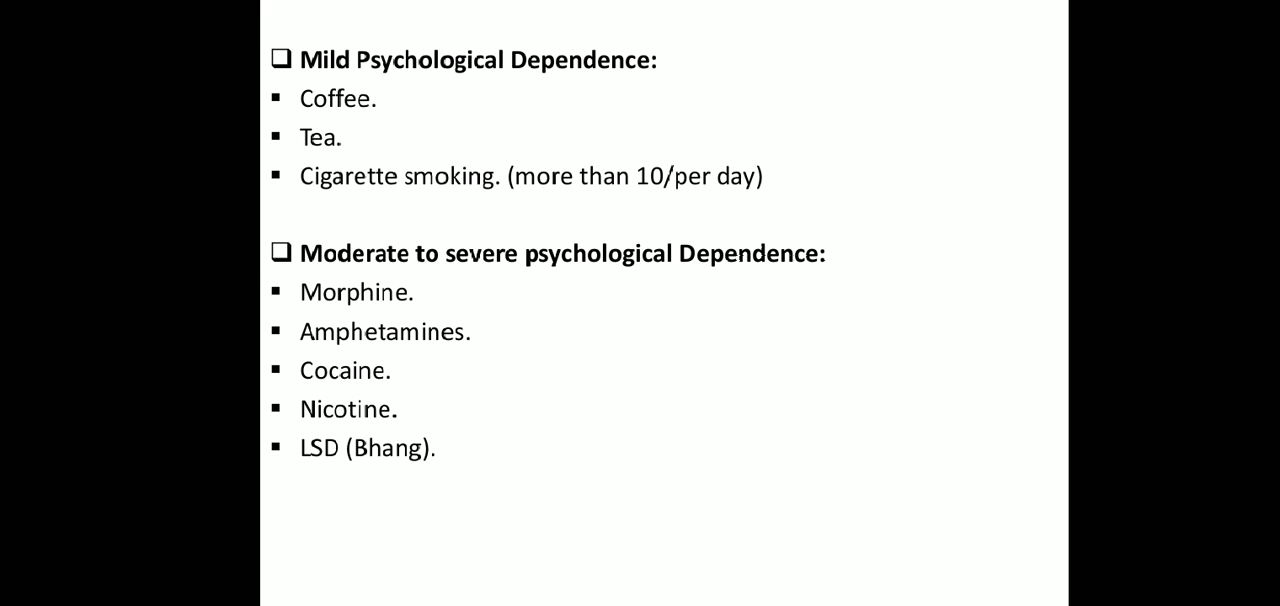 ❑ Mild Psychological Dependence:
▪ Coffee.
▪ Tea.
▪ Cigarette smoking. (more than 10/per day)
❑ Moderate to severe psychological Dependence:
▪ Morphine.
▪ Amphetamines.
▪ Cocaine.
▪ Nicotine.
▪ LSD (Bhang).